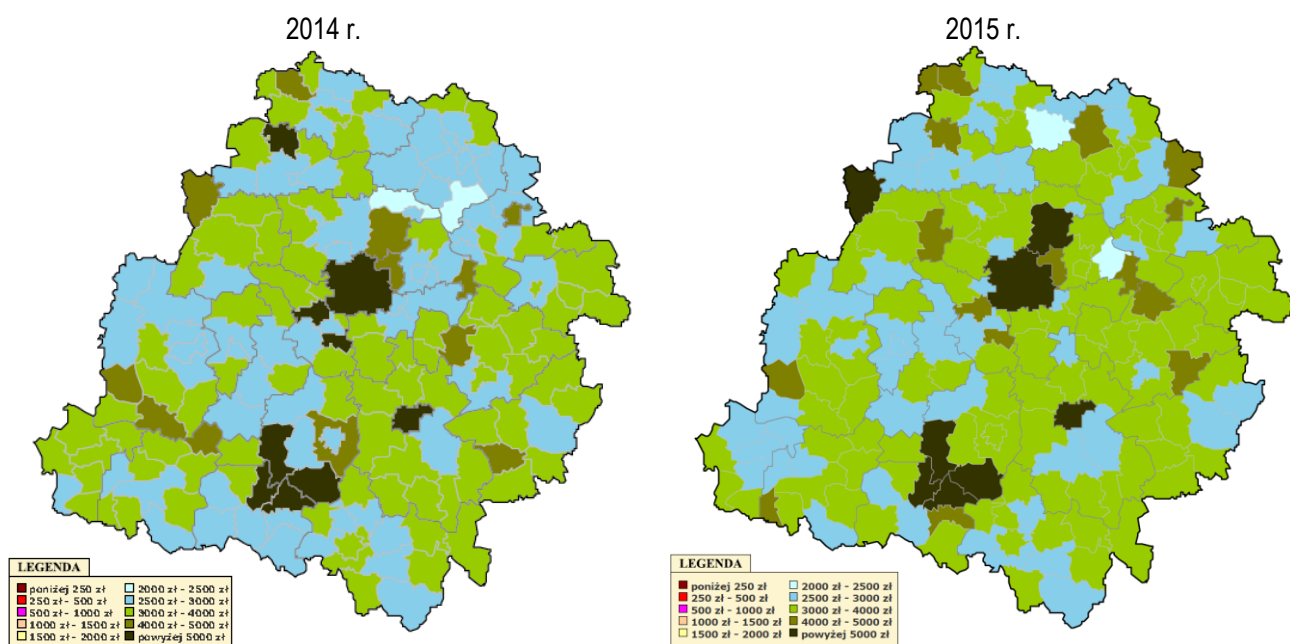 2014 r.
2015 r.
LEGENDA
poniżej 250 zł
2000 zł - 2500 zł
250 zł - 500 zł
2500 zł - 3000 zł
500 zł - 1000 zł
3000 zł - 4000 zł
1000 zł - 1500 zł
4000 zł - 5000 zł
1500 zł - 2000 zł
powyżej 5000 zł
LEGENDA
poniżej 250 zł
2000 zł - 2500 zł
250 zł - 500 zł
2500 zł - 3000 zł
500 zł - 1000 zł
3000 zł - 4000 zł
1000 zł - 1500 zł
4000 zł - 5000 zł
1500 zł - 2000 zł
powyżej 5000 zł